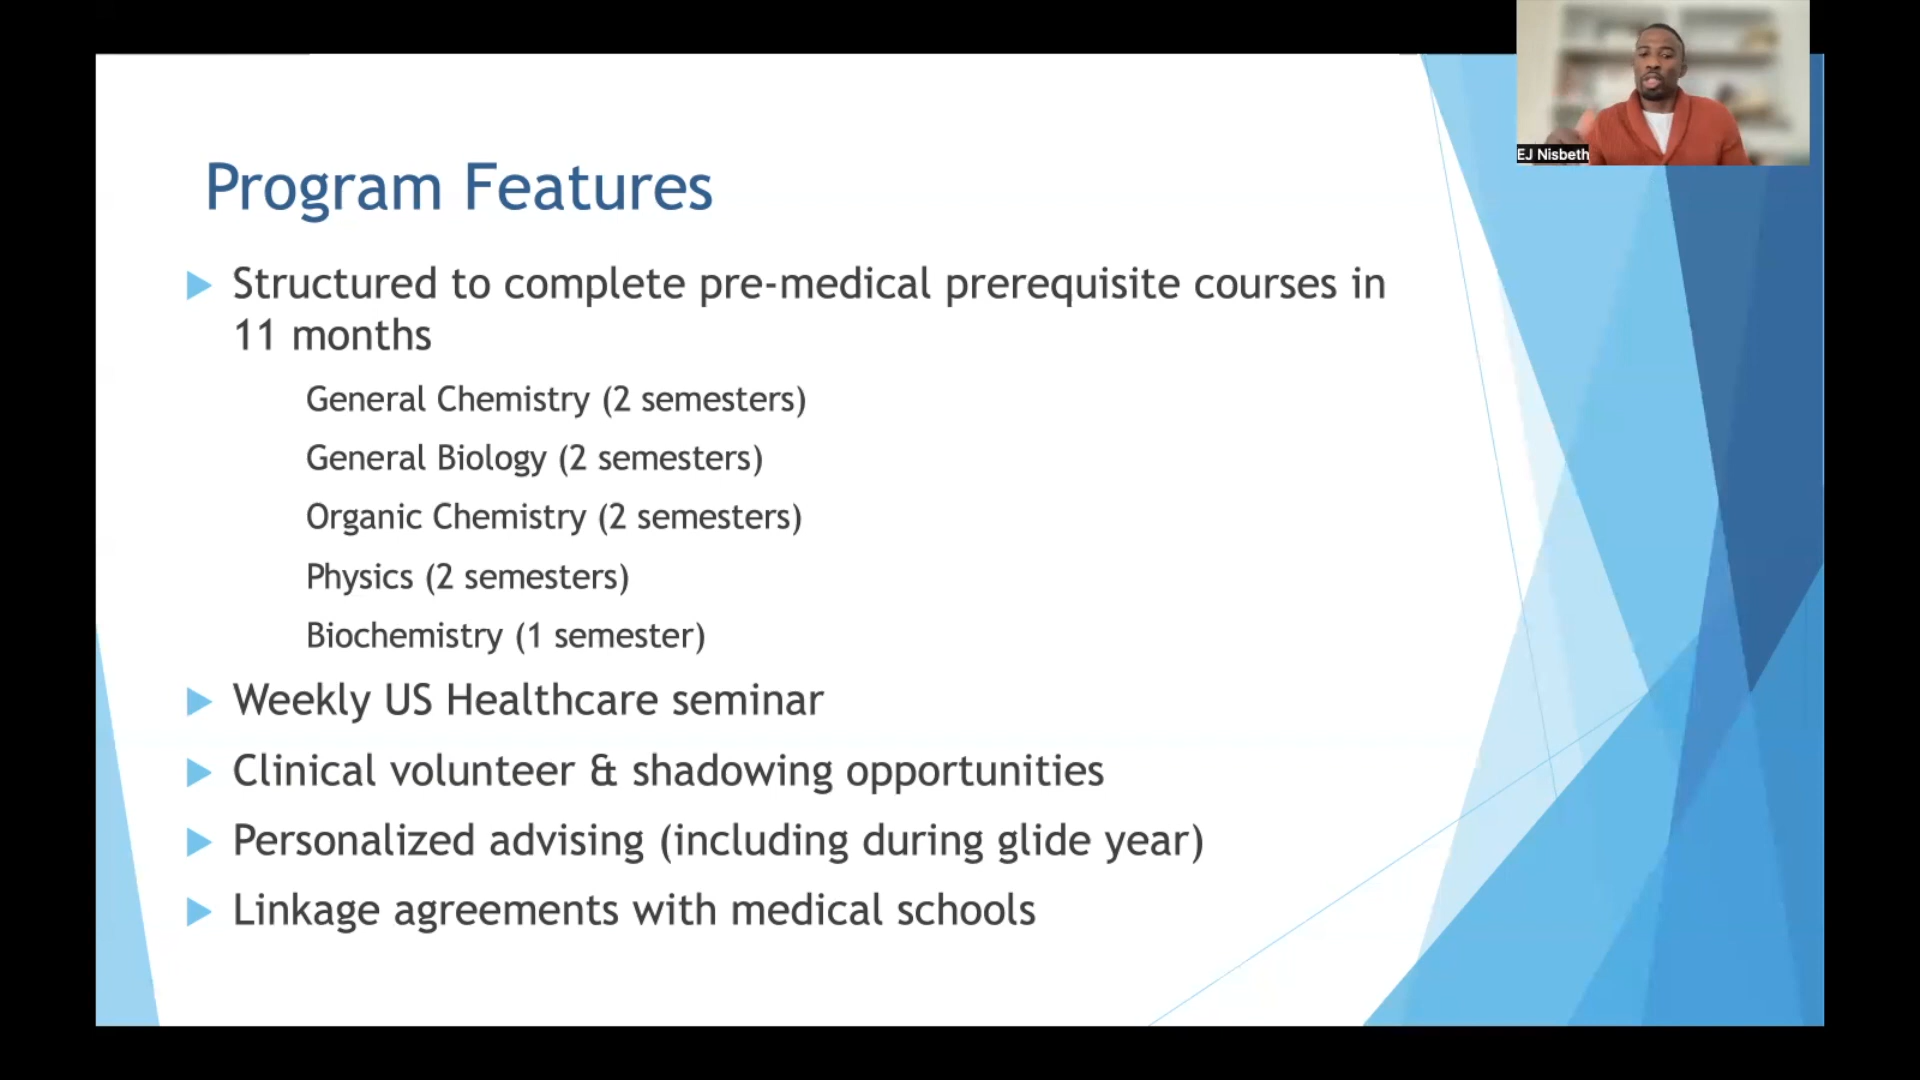 EJ Nisbeth
Program Features
Structured to complete pre-medical prerequisite courses in
11 months
General Chemistry (2 semesters)
General Biology (2 semesters)
Organic Chemistry (2 semesters)
Physics (2 semesters)
Biochemistry (1 semester)
Weekly US Healthcare seminar
Clinical volunteer & shadowing opportunities
Personalized advising (including during glide year)
Linkage agreements with medical schools